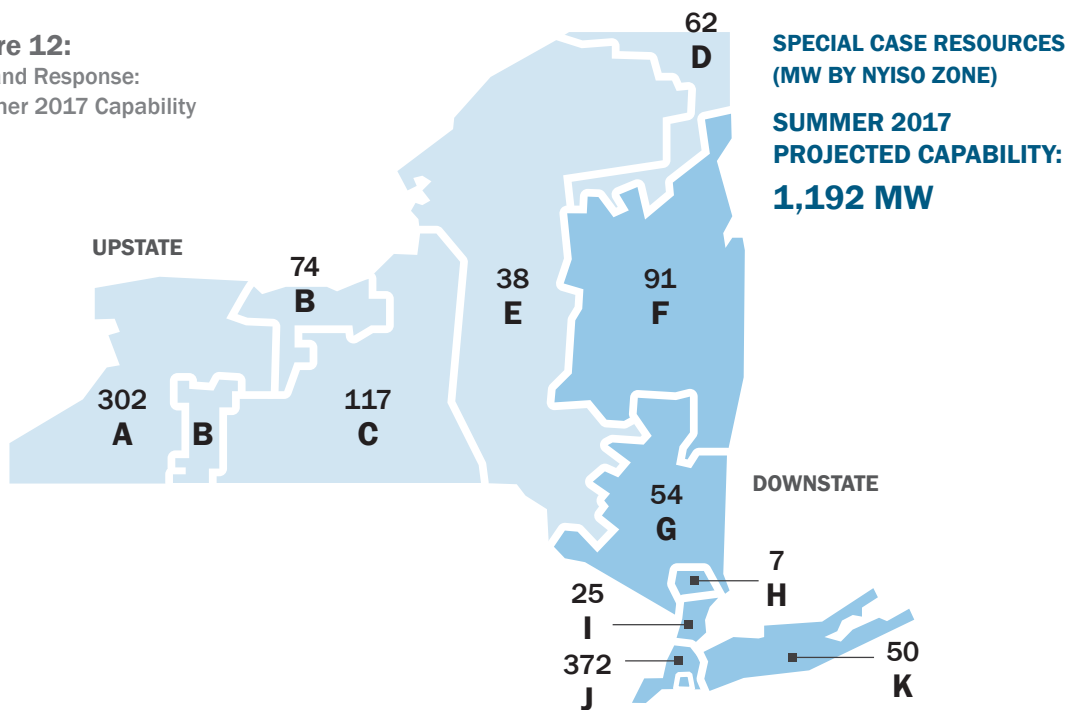 re 12:
and Response:
ner 2017 Capability
SPECIAL CASE RESOURCES
(MW BY NYISO ZONE)
SUMMER 2017
PROJECTED CAPABILITY:
1,192 MW
UPSTATE
62
D
74
B
38
E
91
F
302
A
B
117
C
DOWNSTATE
54
G
7
H
25
I
372
J
50
K